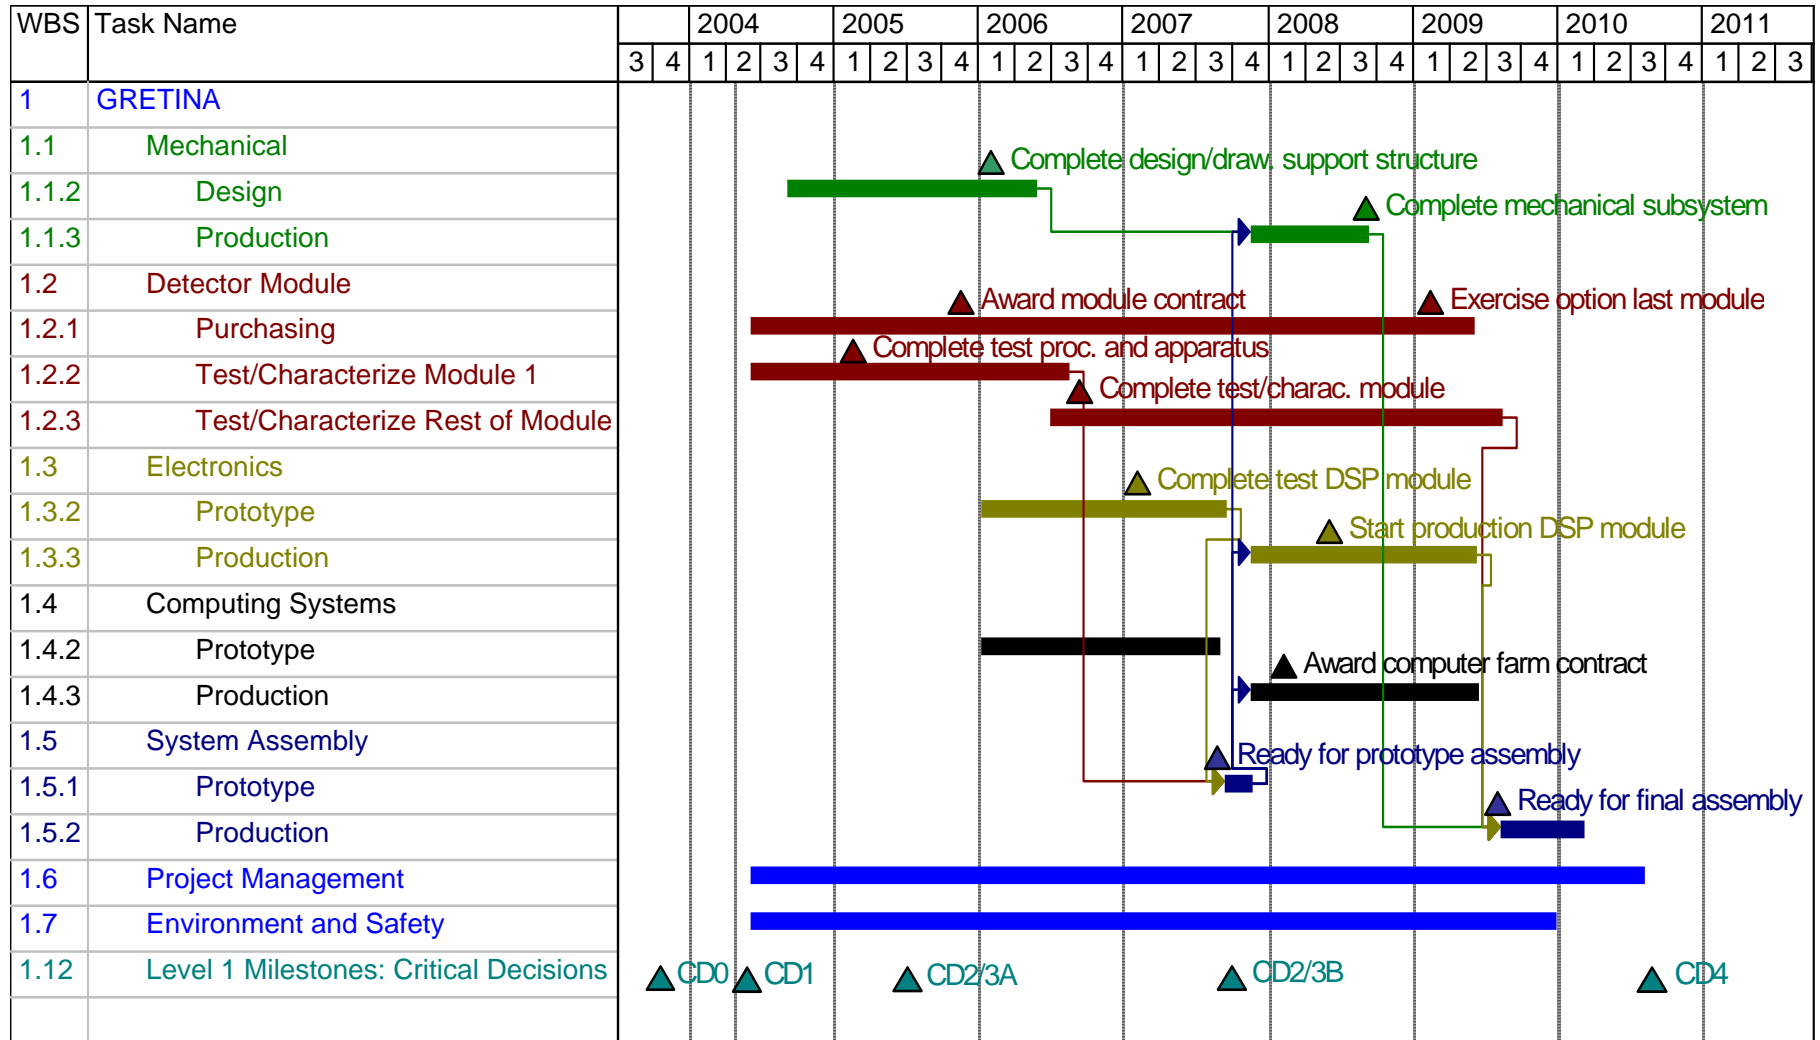 WBS Task Name 2004 2005 2006 2007 2008 2009 2010 2011
3 4 1 2 3 4 1 2 3 4 1 2 3 4 1 2 3 4 1 2 3 4 1 2 3 4 1 2 3 4 1 2 3
1 GRETINA
1.1 Mechanical
Complete design/draw. support structure
1.1.2 Design
Complete mechanical subsystem
1.1.3 Production
1.2 Detector Module
Award module contract Exercise option last module
1.2.1 Purchasing
Complete test proc. and apparatus
1.2.2 Test/Characterize Module 1
Complete test/charac. module
1.2.3 Test/Characterize Rest of Module
1.3 Electronics
Complete test DSP module
1.3.2 Prototype
Start production DSP module
1.3.3 Production
1.4 Computing Systems
1.4.2 Prototype
Award computer farm contract
1.4.3 Production
1.5 System Assembly
Ready for prototype assembly
1.5.1 Prototype
Ready for final assembly
1.5.2 Production
1.6 Project Management
1.7 Environment and Safety
1.12 Level 1 Milestones: Critical Decisions CD0 CD1 CD2/3A CD2/3B CD4